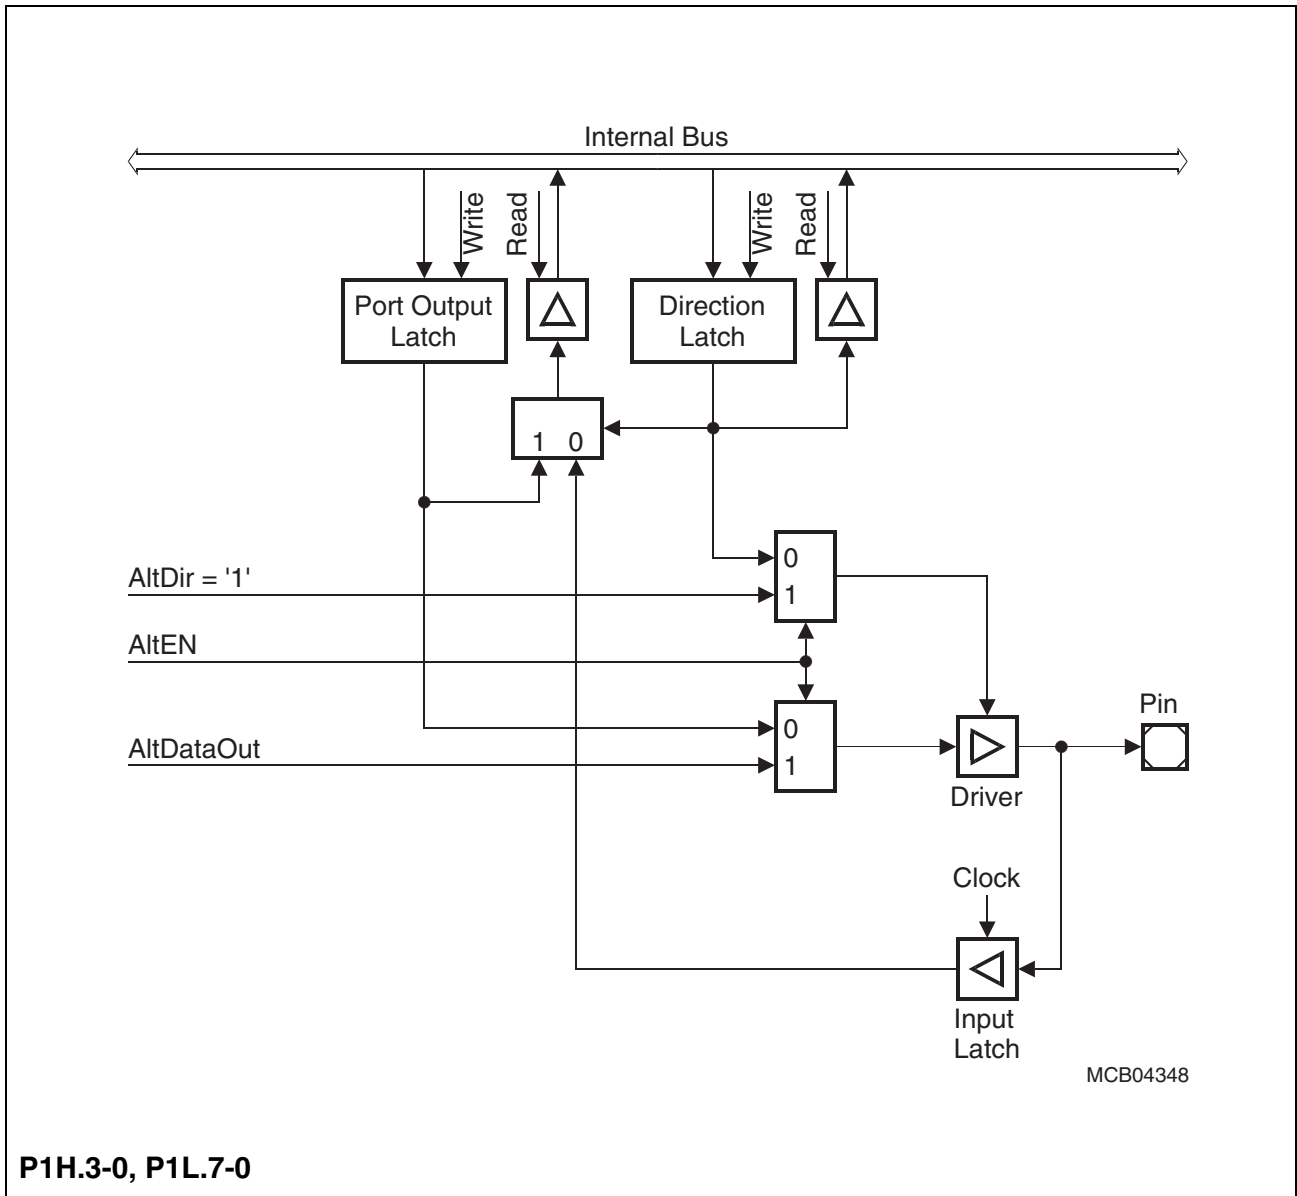 Internal Bus
Write
Read
Write
Read
Port Output
Latch
Direction
Latch
1 0
0
1
AltDir = '1'
AltEN
0
1
AltDataOut
Pin
Driver
Clock
Input
Latch
MCB04348
P1H.3-0, P1L.7-0